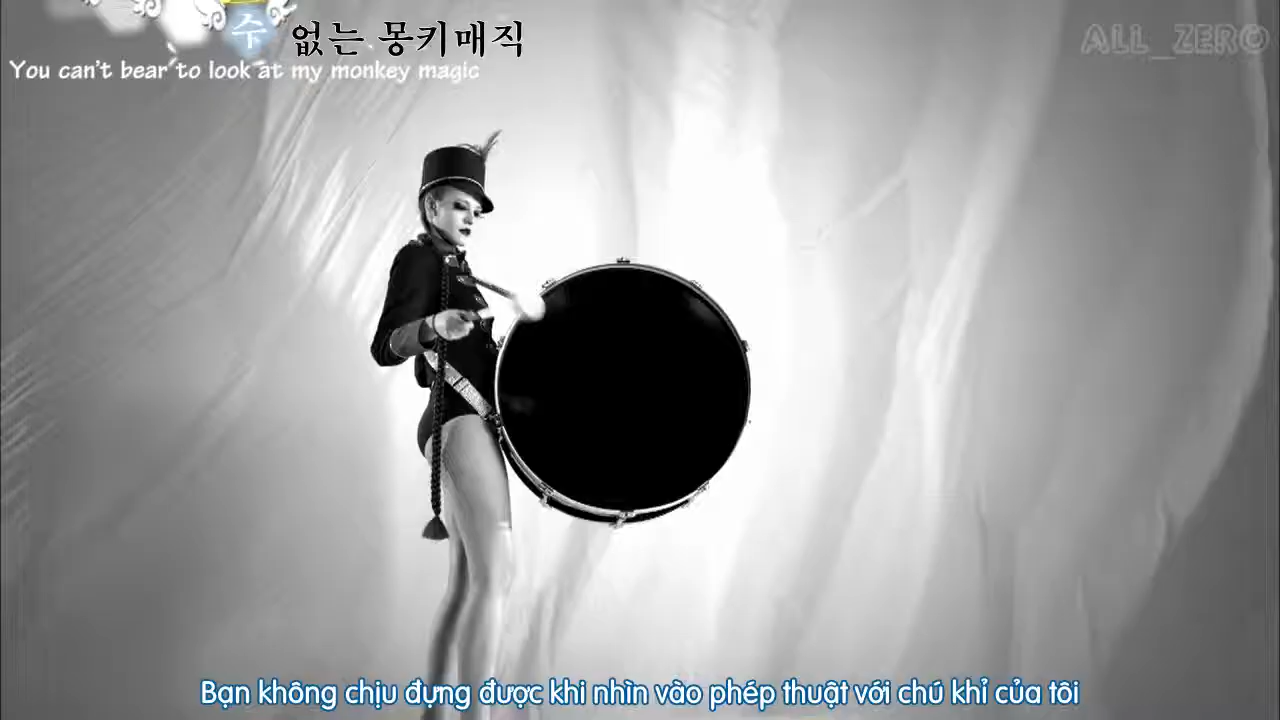 수 없는 몽키매직
ALL_ZERO
You can't bear to look at my monkey magic
Bạn không chịu đựng được khi nhìn vào phép thuật với chú khỉ của tôi